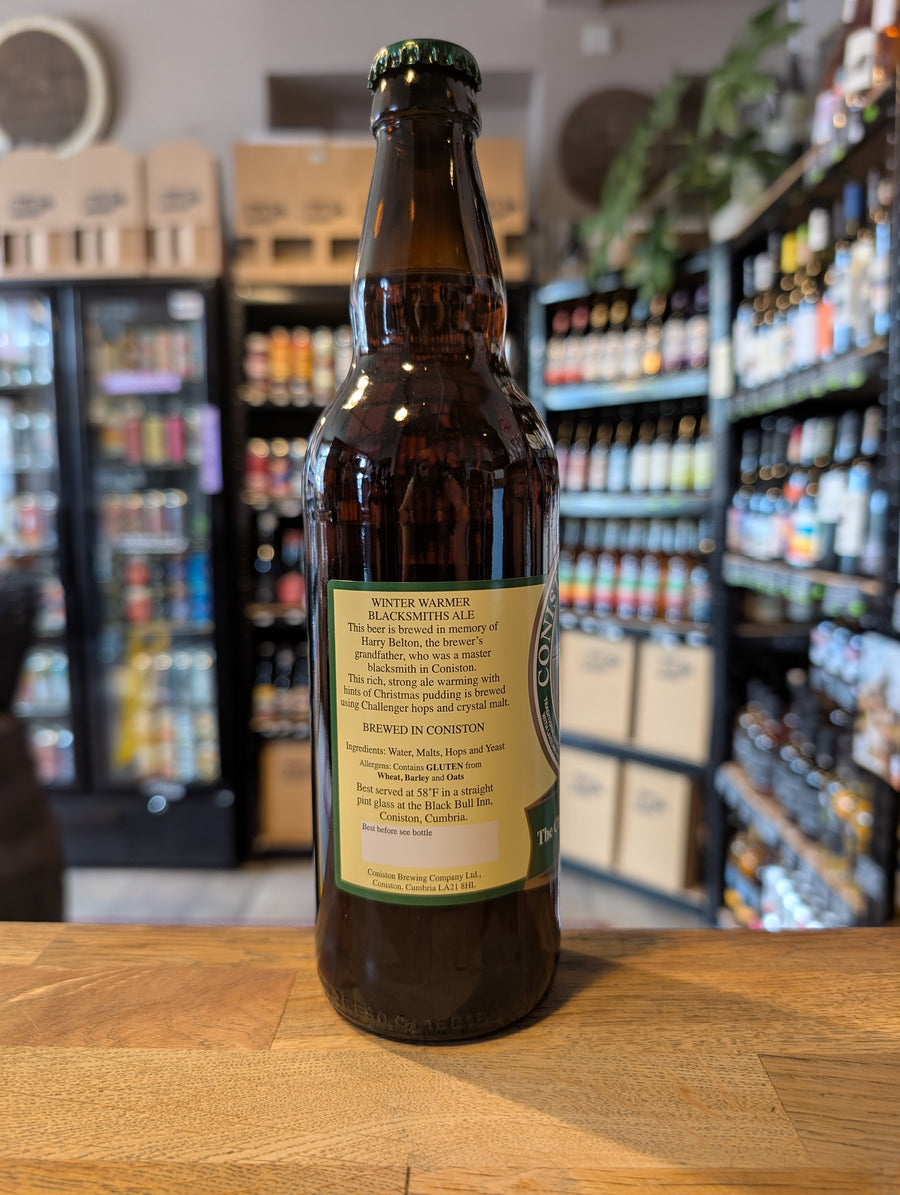 WINTER WARMER
BLACKSMITHS ALE
This beer is brewed in memory of
Harry Belton, the brewer's
grandfather, who was a master
blacksmith in Coniston.
This rich, strong ale warming with
hints of Christmas pudding is brewed
using Challenger hops and crystal malt.
BREWED IN CONISTON
Ingredients: Water, Malts, Hops and Yeast
Allergens: Contains GLUTEN from
Wheat, Barley and Oats
Best served at 58°F in a straight
pint glass at the Black Bull Inn,
Coniston, Cumbria.
Best before see bottle
Coniston Brewing Company Ltd.,
Coniston, Cumbria LA21 8HL
CONIS
The C